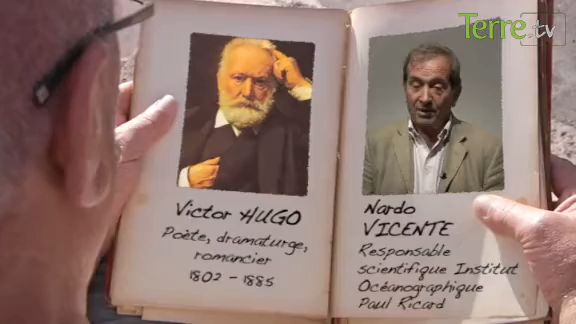 Terre.tv
Victor HUGO
Poète, dramaturge,
romancier
1802 - 1885
Nardo
VICENTE
Responsable
scientifique Institut
Océanographique
Paul Ricard